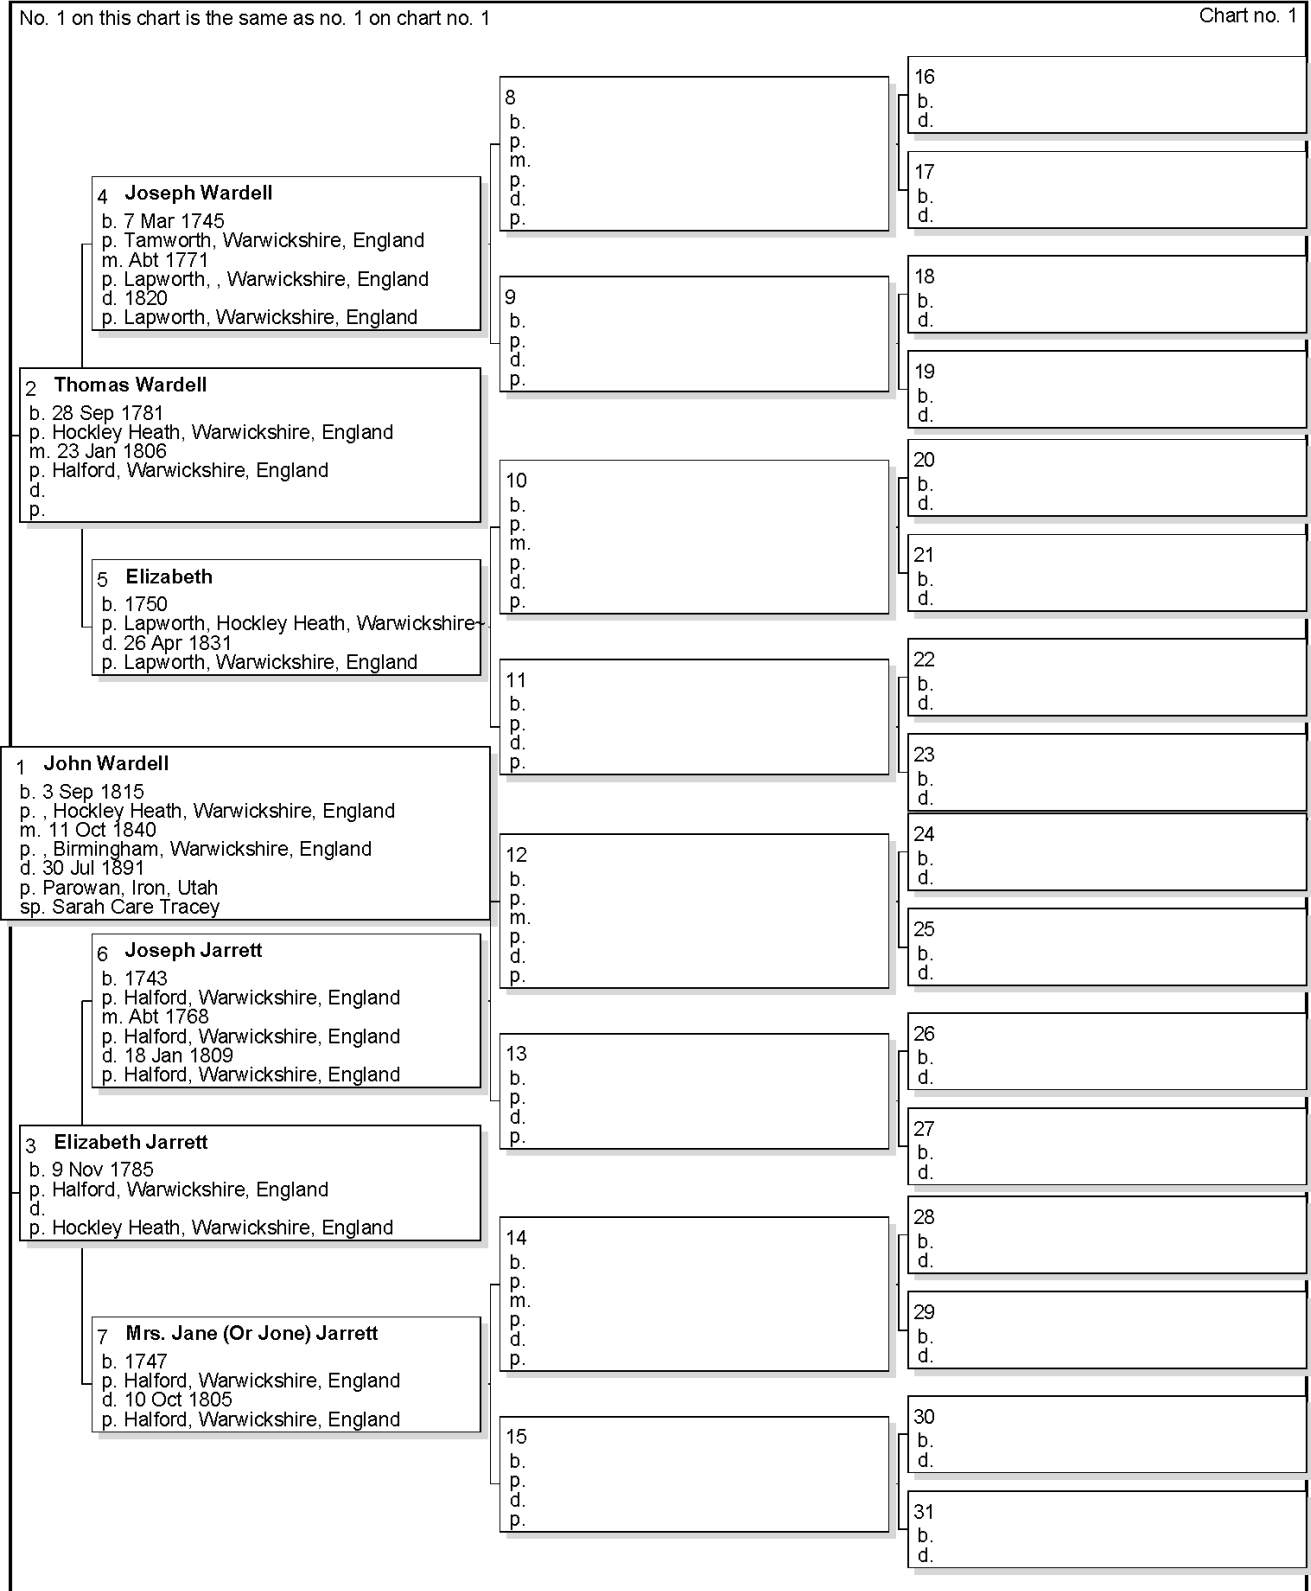 No. 1 on this chart is the same as no. 1 on chart no. 1
Chart no. 1
4 Joseph Wardell
b. 7 Mar 1745
p. Tamworth, Warwickshire, England
m. Abt 1771
p. Lapworth, , Warwickshire, England
d. 1820
p. Lapworth, Warwickshire, England
2 Thomas Wardell
b. 28 Sep 1781
p. Hockley Heath, Warwickshire, England
m. 23 Jan 1806
p. Halford, Warwickshire, England
d.
p.
5 Elizabeth
b. 1750
p. Lapworth, Hockley Heath, Warwickshire~
d. 26 Apr 1831
p. Lapworth, Warwickshire, England
1 John Wardell
b. 3 Sep 1815
p. , Hockley Heath, Warwickshire, England
m. 11 Oct 1840
p. , Birmingham, Warwickshire, England
d. 30 Jul 1891
p. Parowan, Iron, Utah
sp. Sarah Care Tracey
6 Joseph Jarrett
b. 1743
p. Halford, Warwickshire, England
m. Abt 1768
p. Halford, Warwickshire, England
d. 18 Jan 1809
p. Halford, Warwickshire, England
3 Elizabeth Jarrett
b. 9 Nov 1785
p. Halford, Warwickshire, England
d.
p. Hockley Heath, Warwickshire, England
7 Mrs. Jane (Or Jone) Jarrett
b. 1747
p. Halford, Warwickshire, England
d. 10 Oct 1805
p. Halford, Warwickshire, England
8
b.
p.
m.
p.
d.
p.
9
b.
p.
d.
p.
10
b.
p.
m.
p.
d.
p.
11
b.
p.
d.
p.
12
b.
p.
m.
p.
d.
p.
13
b.
p.
d.
p.
14
b.
p.
m.
p.
d.
p.
15
b.
p.
d.
p.
16
b.
d.
17
b.
d.
18
b.
d.
19
b.
d.
20
b.
d.
21
b.
d.
22
b.
d.
23
b.
d.
24
b.
d.
25
b.
d.
26
b.
d.
27
b.
d.
28
b.
d.
29
b.
d.
30
b.
d.
31
b.
d.